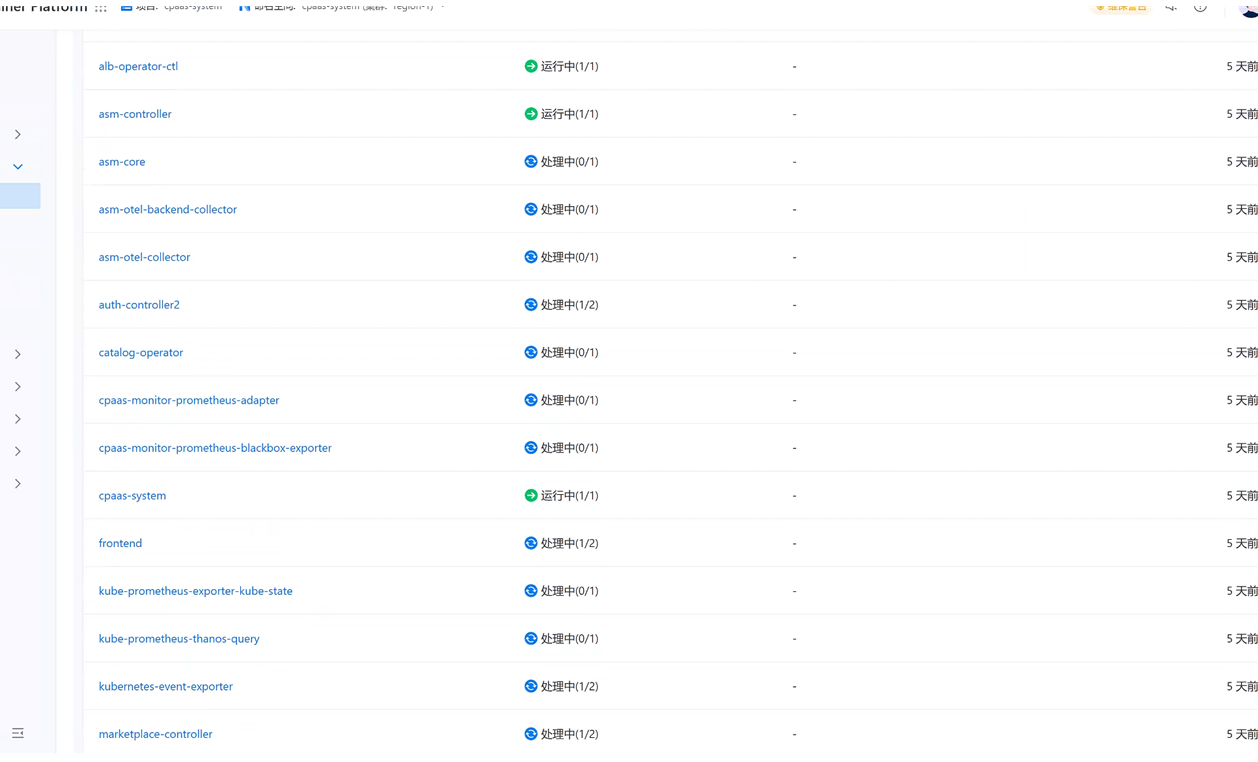 ner Platform 项目: cpaas-system 命名空间: cpaas-system (集群: region-1)
alb-operator-ctl 运行中(1/1) - 5 天前
asm-controller 运行中(1/1) - 5 天前
asm-core 处理中(0/1) - 5 天前
asm-otel-backend-collector 处理中(0/1) - 5 天前
asm-otel-collector 处理中(0/1) - 5 天前
auth-controller2 处理中(1/2) - 5 天前
catalog-operator 处理中(0/1) - 5 天前
cpaas-monitor-prometheus-adapter 处理中(0/1) - 5 天前
cpaas-monitor-prometheus-blackbox-exporter 处理中(0/1) - 5 天前
cpaas-system 运行中(1/1) - 5 天前
frontend 处理中(1/2) - 5 天前
kube-prometheus-exporter-kube-state 处理中(0/1) - 5 天前
kube-prometheus-thanos-query 处理中(0/1) - 5 天前
kubernetes-event-exporter 处理中(1/2) - 5 天前
marketplace-controller 处理中(1/2) - 5 天前